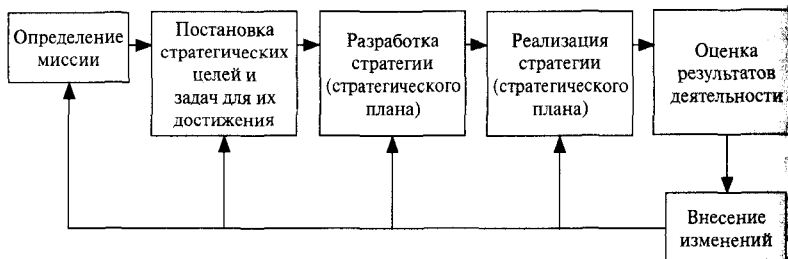 Определение
миссии
Постановка
стратегических
целей и
задач для их
достижения
Разработка
стратегии
(стратегического
плана)
Реализация
стратегии
(стратегического
плана)
Оценка
результатов
деятельности
Внесение
изменений